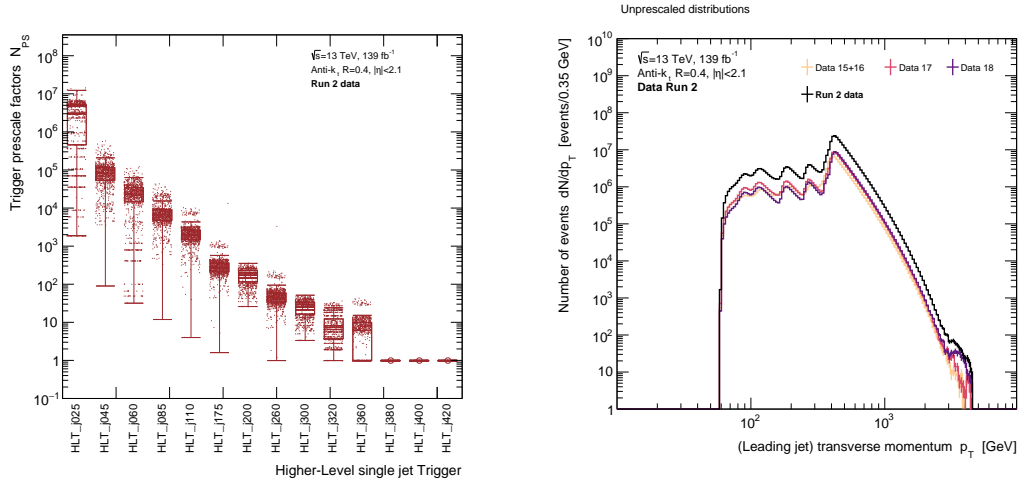 Unprescaled distributions
Trigger prescale factors N_PS
10⁸
10⁷
10⁶
10⁵
10⁴
10³
10²
10
1
10⁻¹
√s=13 TeV, 139 fb⁻¹
Anti-k_t R=0.4, |η|<2.1
Run 2 data
HLT_j025
HLT_j045
HLT_j060
HLT_j085
HLT_j110
HLT_j175
HLT_j200
HLT_j260
HLT_j300
HLT_j320
HLT_j360
HLT_j380
HLT_j400
HLT_j420
Higher-Level single jet Trigger
Number of events dN/dp_T [events/0.35 GeV]
10¹⁰
10⁹
10⁸
10⁷
10⁶
10⁵
10⁴
10³
10²
10
1
√s=13 TeV, 139 fb⁻¹
Anti-k_t R=0.4, |η|<2.1
Data Run 2
Data 15+16
Data 17
Data 18
Run 2 data
10²
10³
(Leading jet) transverse momentum p_T [GeV]